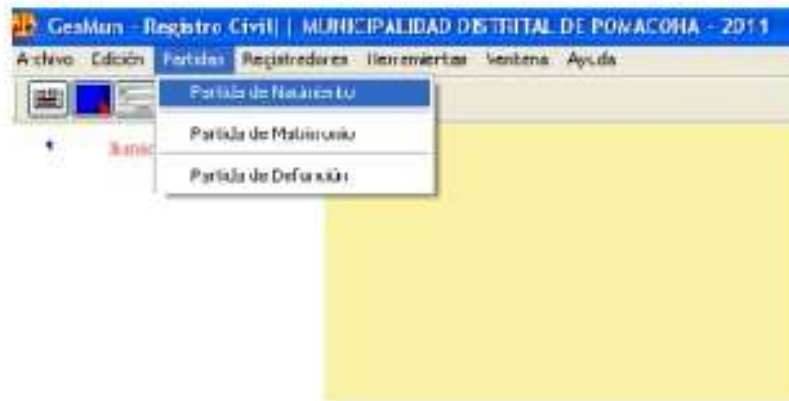 GesMun - Registro Civil | MUNICIPALIDAD DISTRITAL DE POMACOHA - 2011
Archivo Edición Partidas Registradores Herramientas Ventana Ayuda
Partida de Nacimiento
Partida de Matrimonio
Partida de Defunción